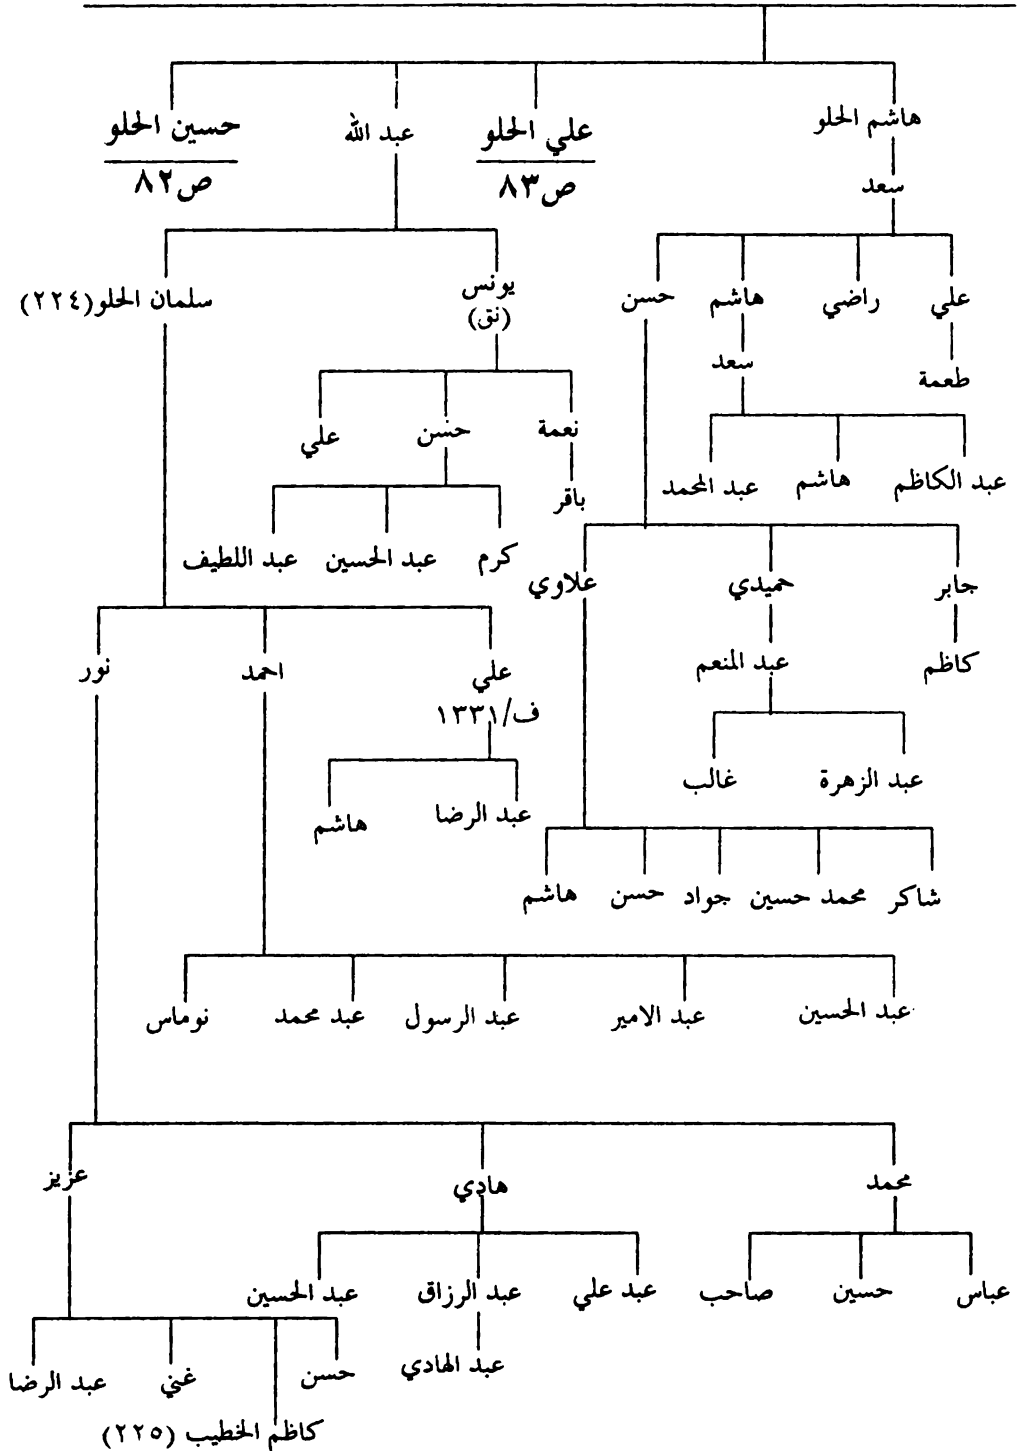 هاشم الحلو علي الحلو عبد الله حسين الحلو
ص٨٣ ص٨٢
سعد
علي راضي هاشم حسن يونس سلمان الحلو (٢٢٤)
(نق)
طعمة سعد
نعمة حسن علي
عبد الكاظم هاشم عبد المحمد باقر
كرم عبد الحسين عبد اللطيف
جابر حميدي علاوي
كاظم عبد المنعم علي احمد نور
ف/١٣٣١
عبد الزهرة غالب
عبد الرضا هاشم
شاكر محمد حسين جواد حسن هاشم
عبد الحسين عبد الامير عبد الرسول عبد محمد نوماس
محمد هادي عزيز
عباس حسين صاحب عبد علي عبد الرزاق عبد الحسين
عبد الهادي حسن غني عبد الرضا
كاظم الخطيب (٢٢٥)